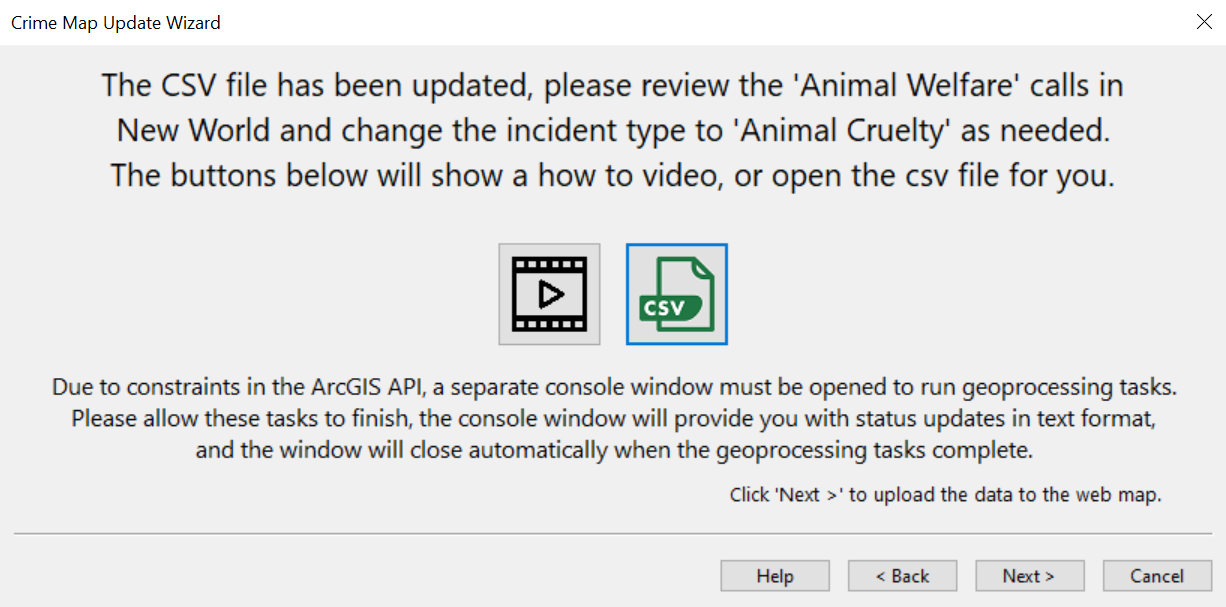 Crime Map Update Wizard
The CSV file has been updated, please review the 'Animal Welfare' calls in
New World and change the incident type to 'Animal Cruelty' as needed.
The buttons below will show a how to video, or open the csv file for you.
CSV
Due to constraints in the ArcGIS API, a separate console window must be opened to run geoprocessing tasks.
Please allow these tasks to finish, the console window will provide you with status updates in text format,
and the window will close automatically when the geoprocessing tasks complete.
Click 'Next >' to upload the data to the web map.
Help < Back Next > Cancel